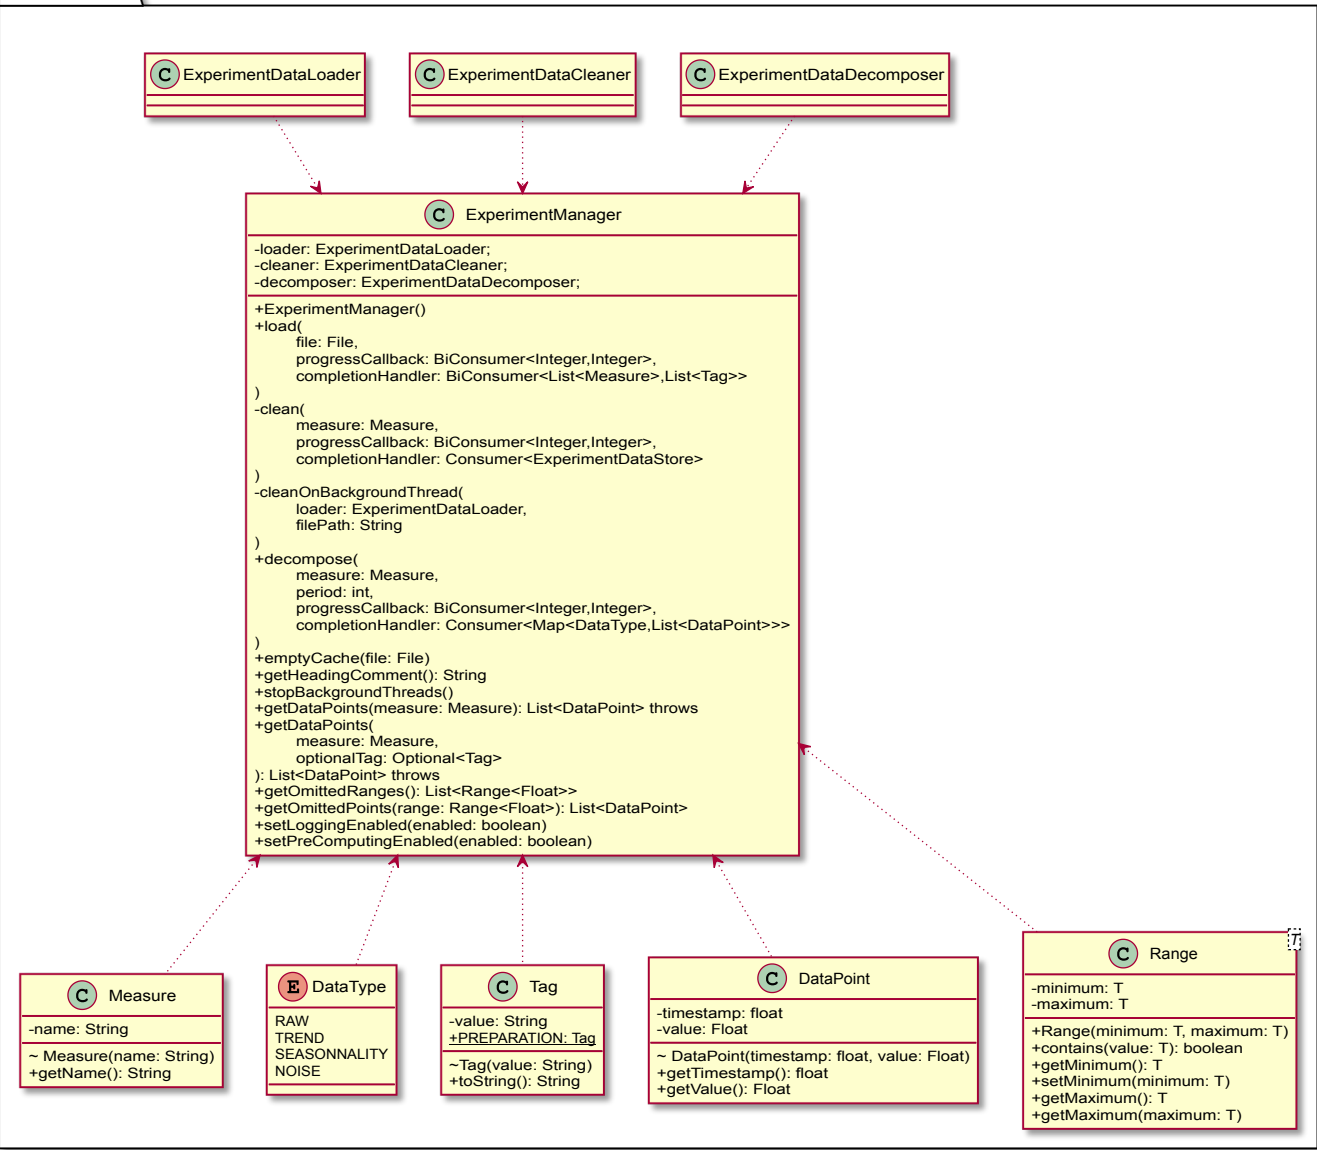 C ExperimentDataLoader
C ExperimentDataCleaner
C ExperimentDataDecomposer
C ExperimentManager
-loader: ExperimentDataLoader;
-cleaner: ExperimentDataCleaner;
-decomposer: ExperimentDataDecomposer;
+ExperimentManager()
+load(
file: File,
progressCallback: BiConsumer<Integer,Integer>,
completionHandler: BiConsumer<List<Measure>,List<Tag>>
)
-clean(
measure: Measure,
progressCallback: BiConsumer<Integer,Integer>,
completionHandler: Consumer<ExperimentDataStore>
)
-cleanOnBackgroundThread(
loader: ExperimentDataLoader,
filePath: String
)
+decompose(
measure: Measure,
period: int,
progressCallback: BiConsumer<Integer,Integer>,
completionHandler: Consumer<Map<DataType,List<DataPoint>>>
)
+emptyCache(file: File)
+getHeadingComment(): String
+stopBackgroundThreads()
+getDataPoints(measure: Measure): List<DataPoint> throws
+getDataPoints(
measure: Measure,
optionalTag: Optional<Tag>
): List<DataPoint> throws
+getOmittedRanges(): List<Range<Float>>
+getOmittedPoints(range: Range<Float>): List<DataPoint>
+setLoggingEnabled(enabled: boolean)
+setPreComputingEnabled(enabled: boolean)
C Measure
-name: String
~ Measure(name: String)
+getName(): String
E DataType
RAW
TREND
SEASONNALITY
NOISE
C Tag
-value: String
+PREPARATION: Tag
~Tag(value: String)
+toString(): String
C DataPoint
-timestamp: float
-value: Float
~ DataPoint(timestamp: float, value: Float)
+getTimestamp(): float
+getValue(): Float
C Range
T
-minimum: T
-maximum: T
+Range(minimum: T, maximum: T)
+contains(value: T): boolean
+getMinimum(): T
+setMinimum(minimum: T)
+getMaximum(): T
+getMaximum(maximum: T)